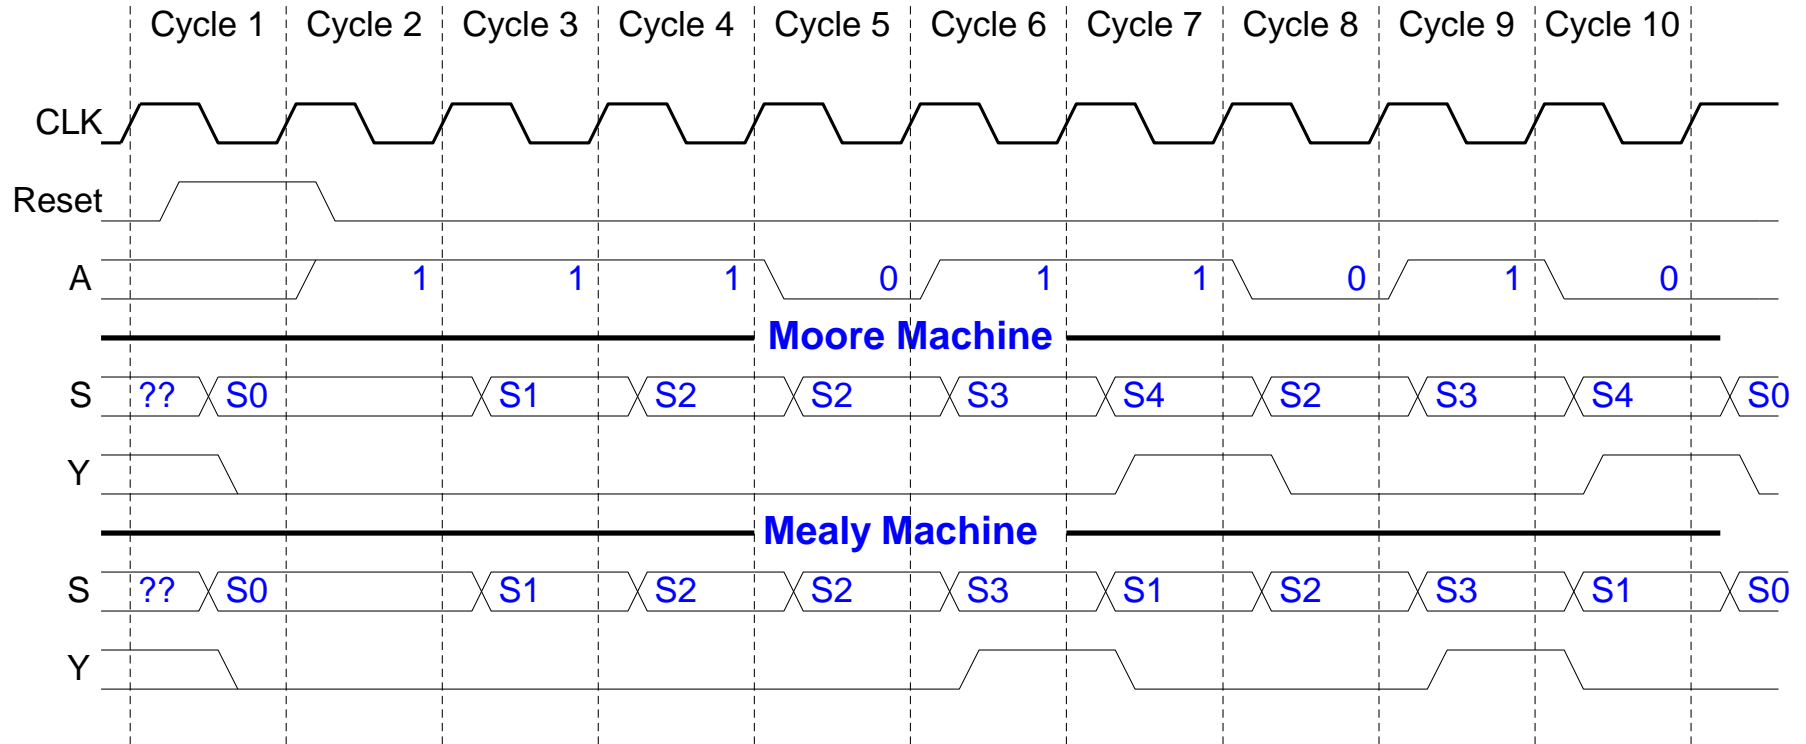 Cycle 1 Cycle 2 Cycle 3 Cycle 4 Cycle 5 Cycle 6 Cycle 7 Cycle 8 Cycle 9 Cycle 10
CLK
Reset
A 1 1 1 0 1 1 0 1 0
Moore Machine
S ?? S0 S1 S2 S2 S3 S4 S2 S3 S4 S0
Y
Mealy Machine
S ?? S0 S1 S2 S2 S3 S1 S2 S3 S1 S0
Y